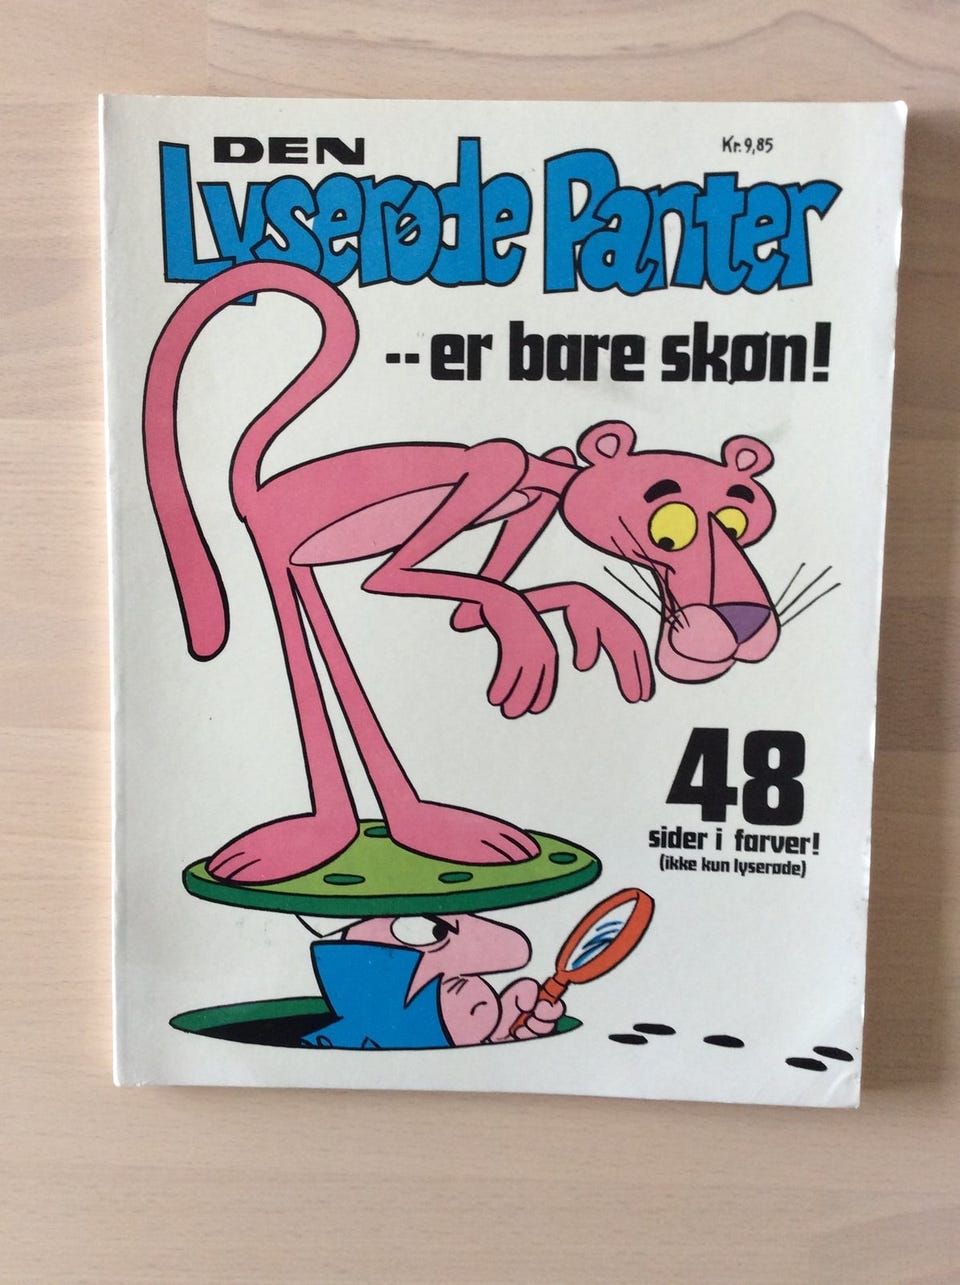 DEN
Kr. 9,85
Lyserøde Panter
-- er bare skøn!
48
sider i farver!
(ikke kun lyserøde)